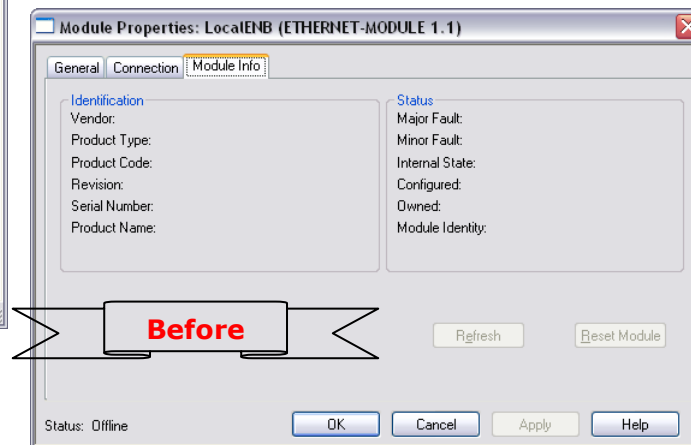 Module Properties: LocalENB (ETHERNET-MODULE 1.1)
General Connection Module Info
Identification
Vendor:
Product Type:
Product Code:
Revision:
Serial Number:
Product Name:
Status
Major Fault:
Minor Fault:
Internal State:
Configured:
Owned:
Module Identity:
Before
Refresh Reset Module
Status: Offline OK Cancel Apply Help